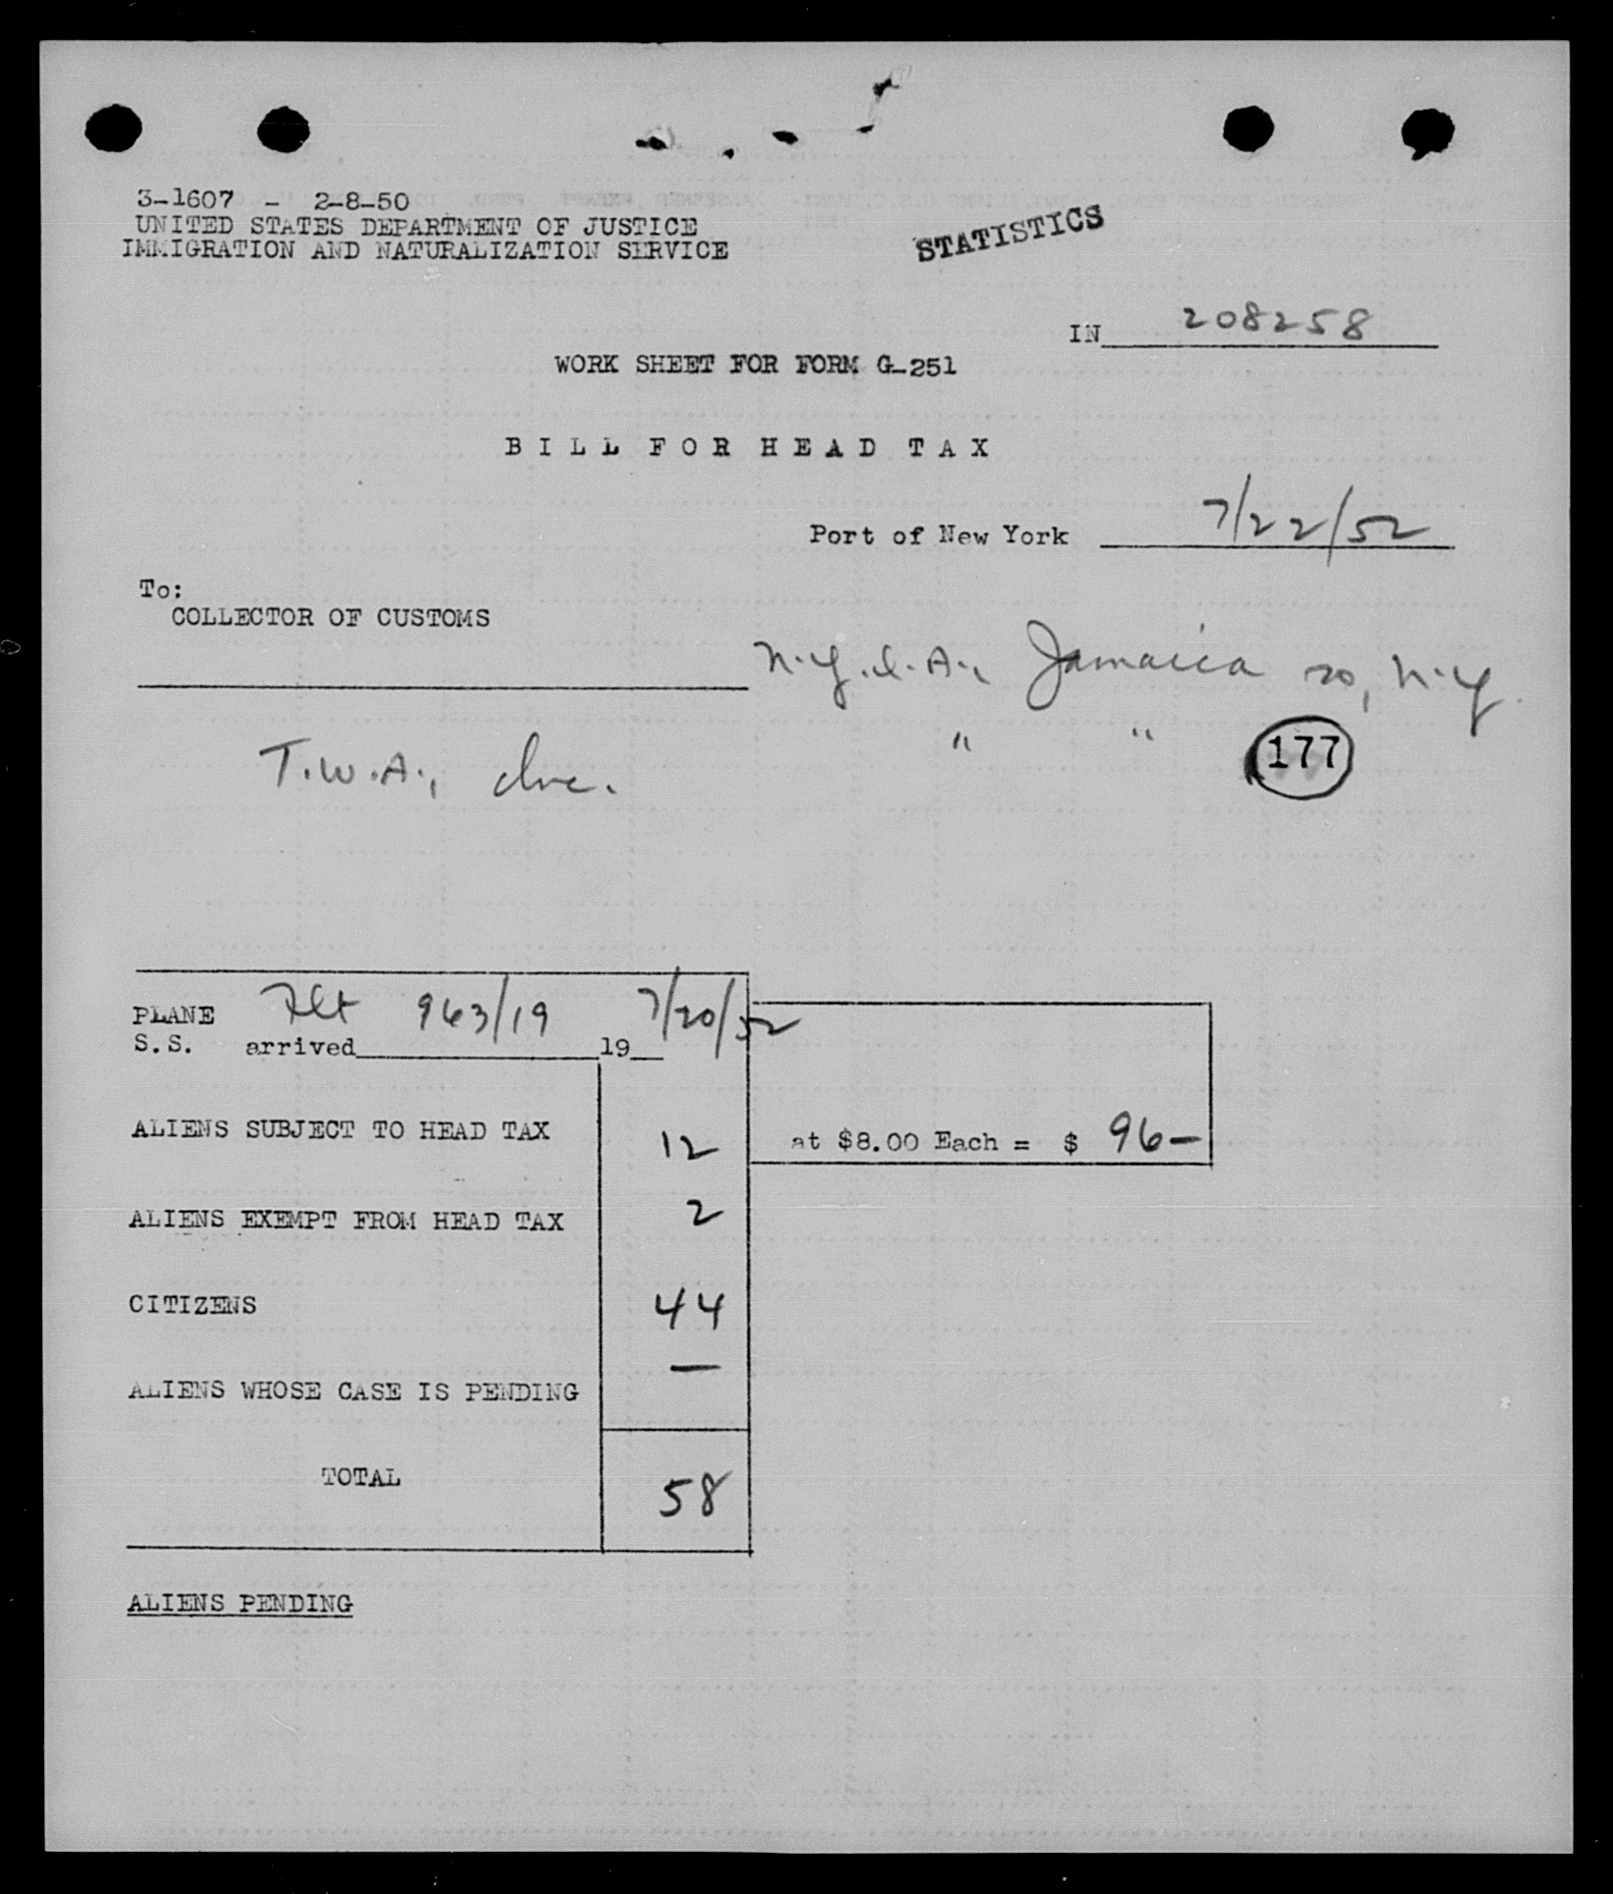 3-1607 - 2-8-50
UNITED STATES DEPARTMENT OF JUSTICE
IMMIGRATION AND NATURALIZATION SERVICE
STATISTICS
IN 208258
WORK SHEET FOR FORM G-251
BILL FOR HEAD TAX
Port of New York 7/22/52
To:
COLLECTOR OF CUSTOMS
N.Y.I.A., Jamaica 20, N.Y.
T.W.A., Inc. " " 177
PLANE Flt 963/19 7/20/52
S.S. arrived 19
ALIENS SUBJECT TO HEAD TAX 12 at $8.00 Each = $ 96-
ALIENS EXEMPT FROM HEAD TAX 2
CITIZENS 44
ALIENS WHOSE CASE IS PENDING —
TOTAL 58
ALIENS PENDING